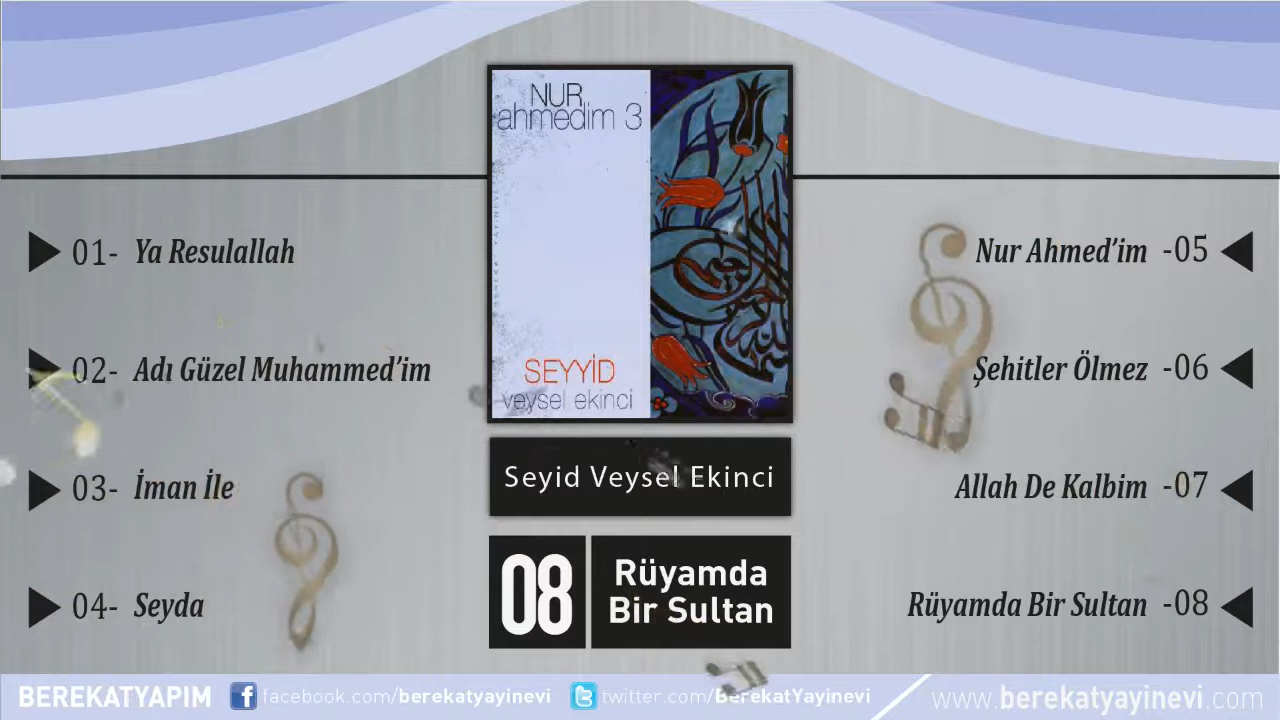 NUR
ahmedim 3
SEYYİD
veysel ekinci
01- Ya Resulallah
02- Adı Güzel Muhammed’im
03- İman İle
04- Seyda
Nur Ahmed’im -05
Şehitler Ölmez -06
Allah De Kalbim -07
Rüyamda Bir Sultan -08
Seyid Veysel Ekinci
08
Rüyamda
Bir Sultan
BEREKATYAPIM
facebook.com/berekatyayinevi
twitter.com/BerekatYayinevi
www.berekatyayinevi.com